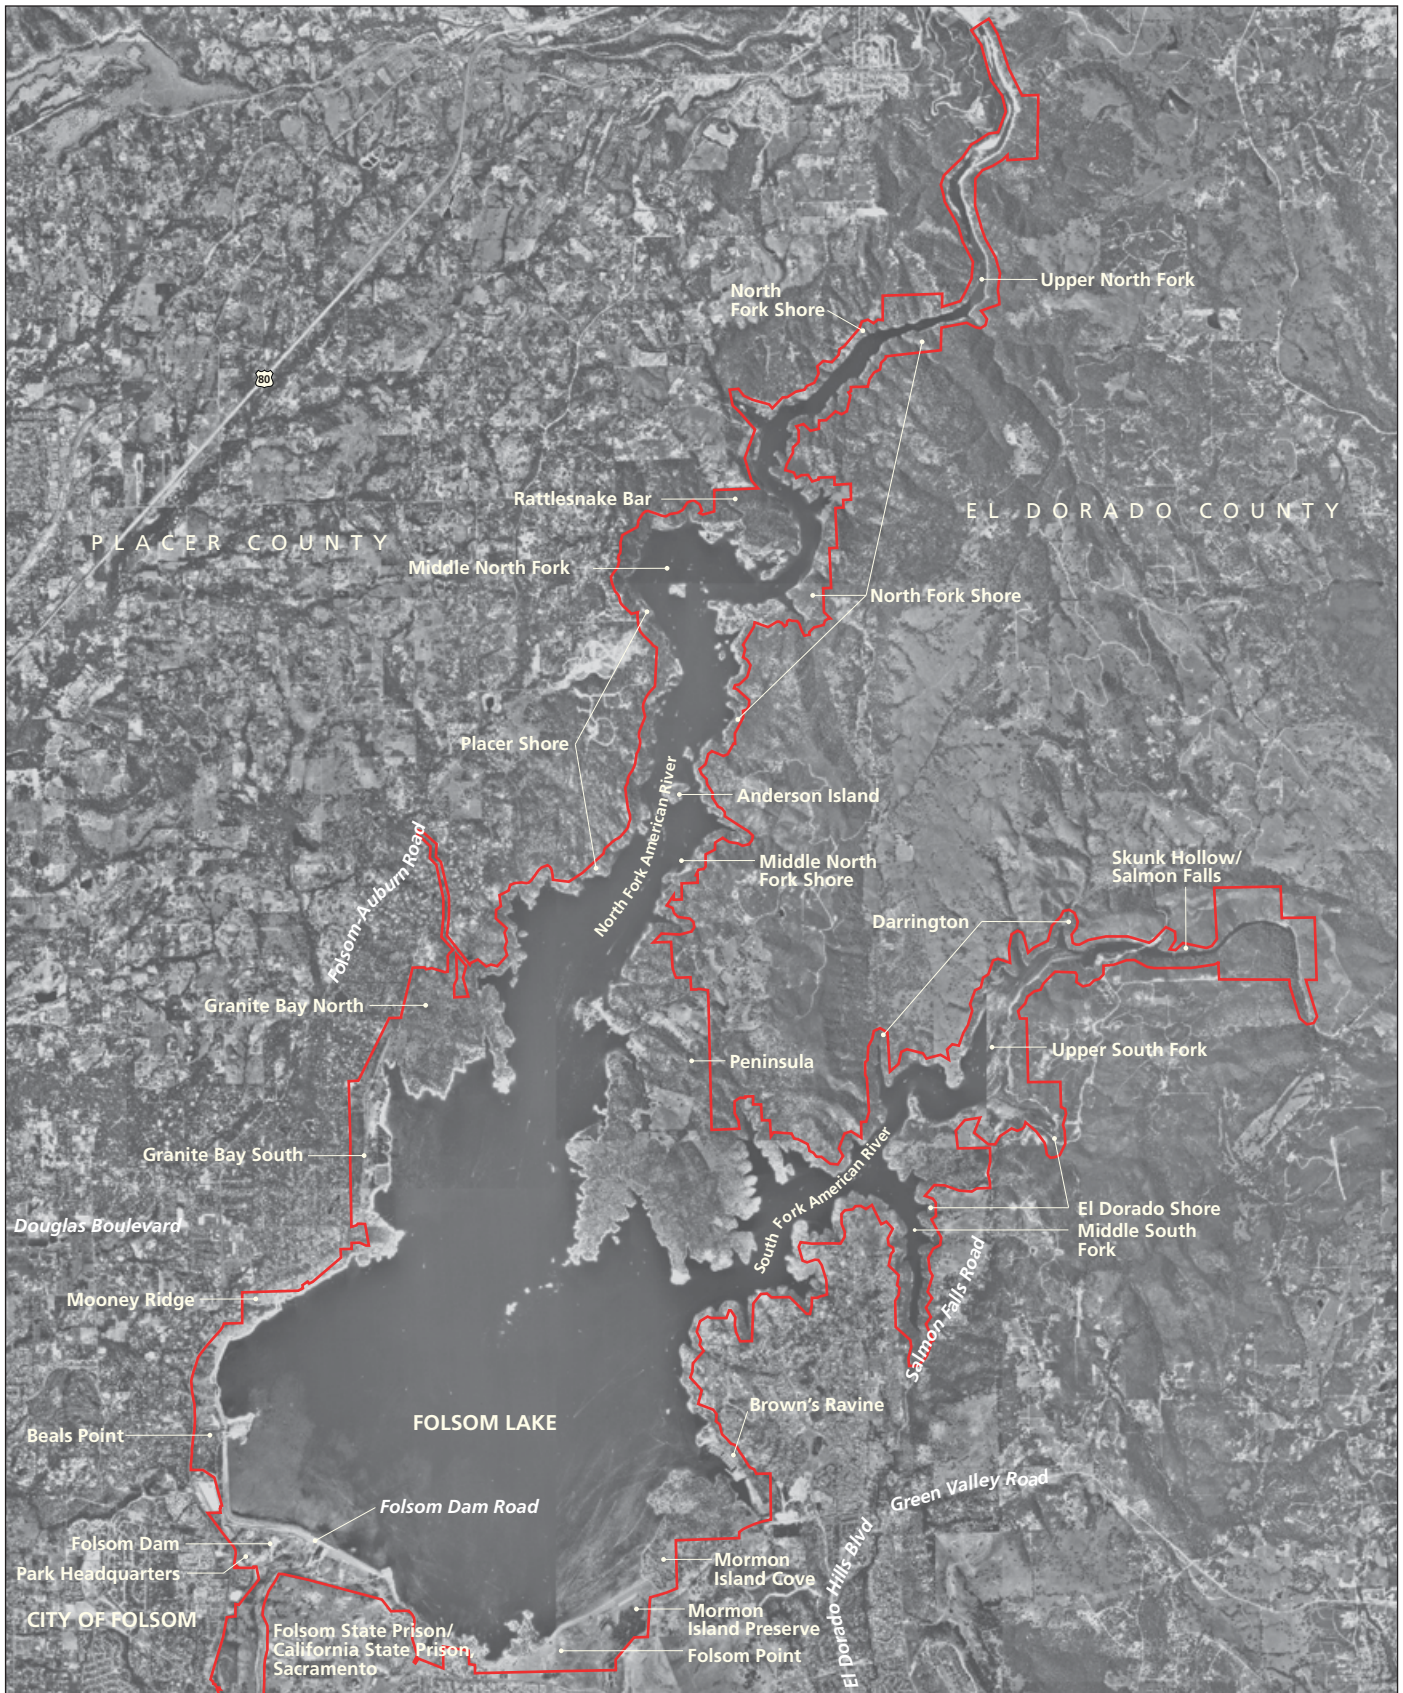 Upper North Fork
North
Fork Shore
80
Rattlesnake Bar
EL DORADO COUNTY
PLACER COUNTY
Middle North Fork
North Fork Shore
Placer Shore
North Fork American River
Anderson Island
Folsom-Auburn Road
Middle North
Fork Shore
Skunk Hollow/
Salmon Falls
Darrington
Granite Bay North
Upper South Fork
Peninsula
Granite Bay South
South Fork American River
El Dorado Shore
Douglas Boulevard
Middle South
Fork
Salmon Falls Road
Mooney Ridge
Brown's Ravine
FOLSOM LAKE
Beals Point
Green Valley Road
Folsom Dam Road
El Dorado Hills Blvd
Folsom Dam
Mormon
Island Cove
Park Headquarters
Mormon
Island Preserve
CITY OF FOLSOM
Folsom State Prison/
California State Prison,
Sacramento
Folsom Point